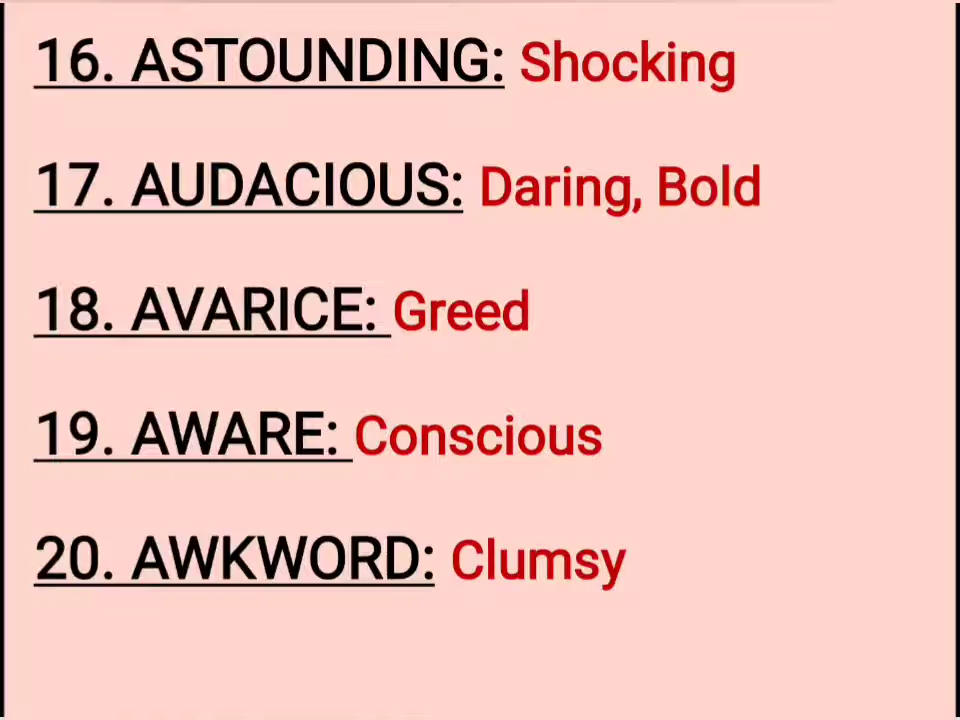 16. ASTOUNDING: Shocking
17. AUDACIOUS: Daring, Bold
18. AVARICE: Greed
19. AWARE: Conscious
20. AWKWORD: Clumsy